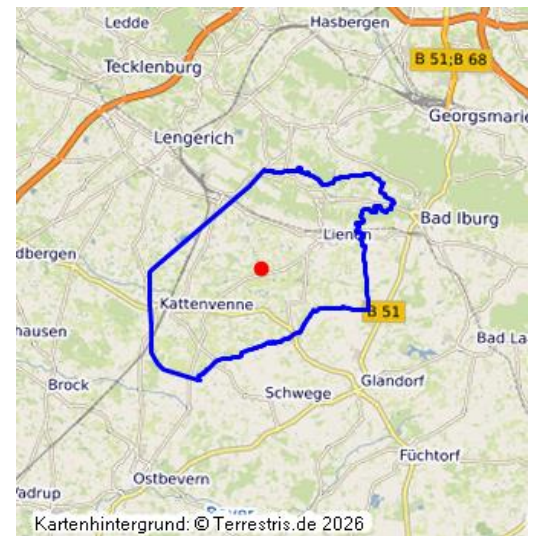 Ledde
Hasbergen
Tecklenburg
B 51;B 68
Georgsmarie
Lengerich
Bad Iburg
Lienen
dbergen
Kattenvenne
B 51
hausen
Bad La
Brock
Glandorf
Schwege
Füchtorf
Ostbevern
Vadrup
Kartenhintergrund: © Terrestris.de 2026